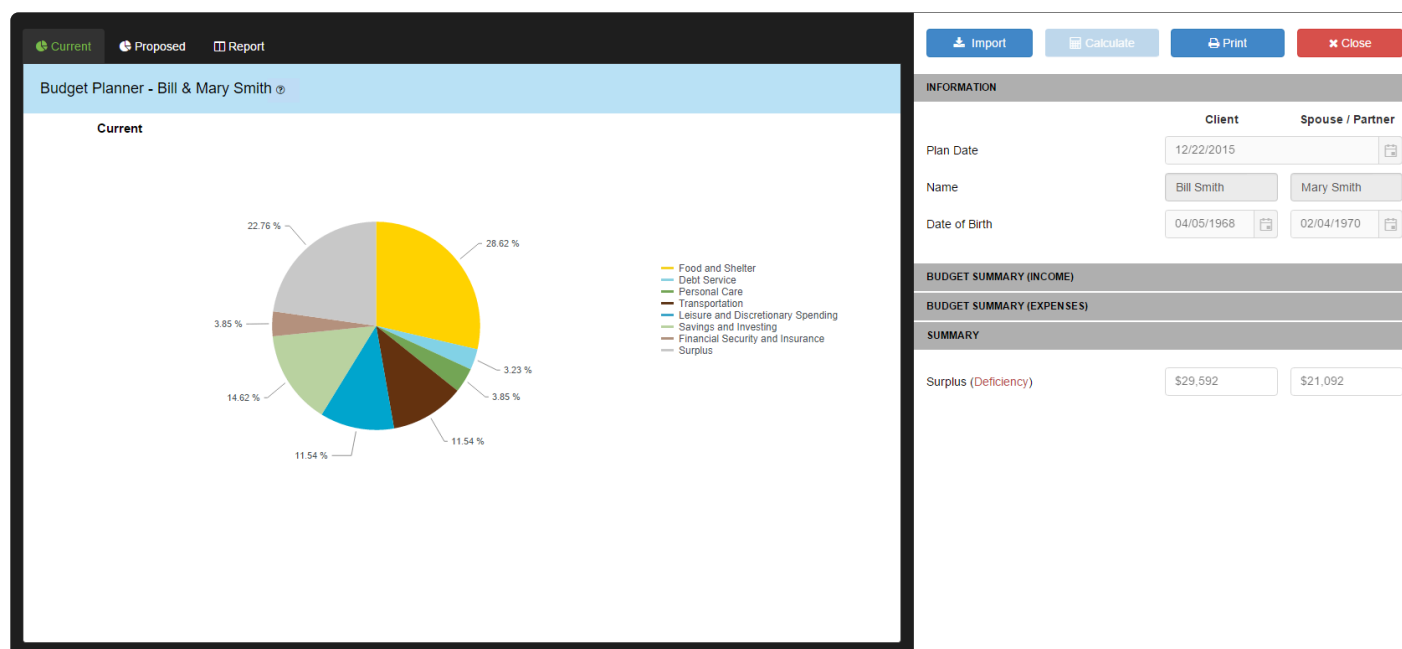 Current Proposed Report
Import Calculate Print Close
Budget Planner - Bill & Mary Smith
Current
22.76 %
28.62 %
3.85 %
3.23 %
14.62 %
3.85 %
11.54 %
11.54 %
Food and Shelter
Debt Service
Personal Care
Transportation
Leisure and Discretionary Spending
Savings and Investing
Financial Security and Insurance
Surplus
INFORMATION
Client Spouse / Partner
Plan Date 12/22/2015
Name Bill Smith Mary Smith
Date of Birth 04/05/1968 02/04/1970
BUDGET SUMMARY (INCOME)
BUDGET SUMMARY (EXPENSES)
SUMMARY
Surplus (Deficiency) $29,592 $21,092